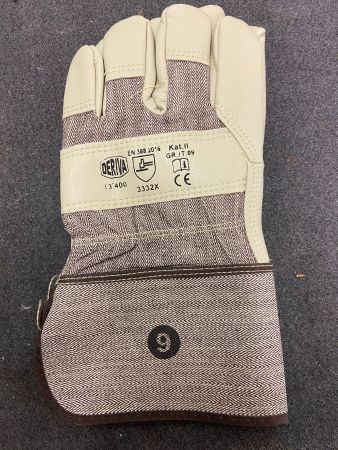 EN 388:2016 Kat.II
DERIVA GR./T.09
13'400 3332X CE
9